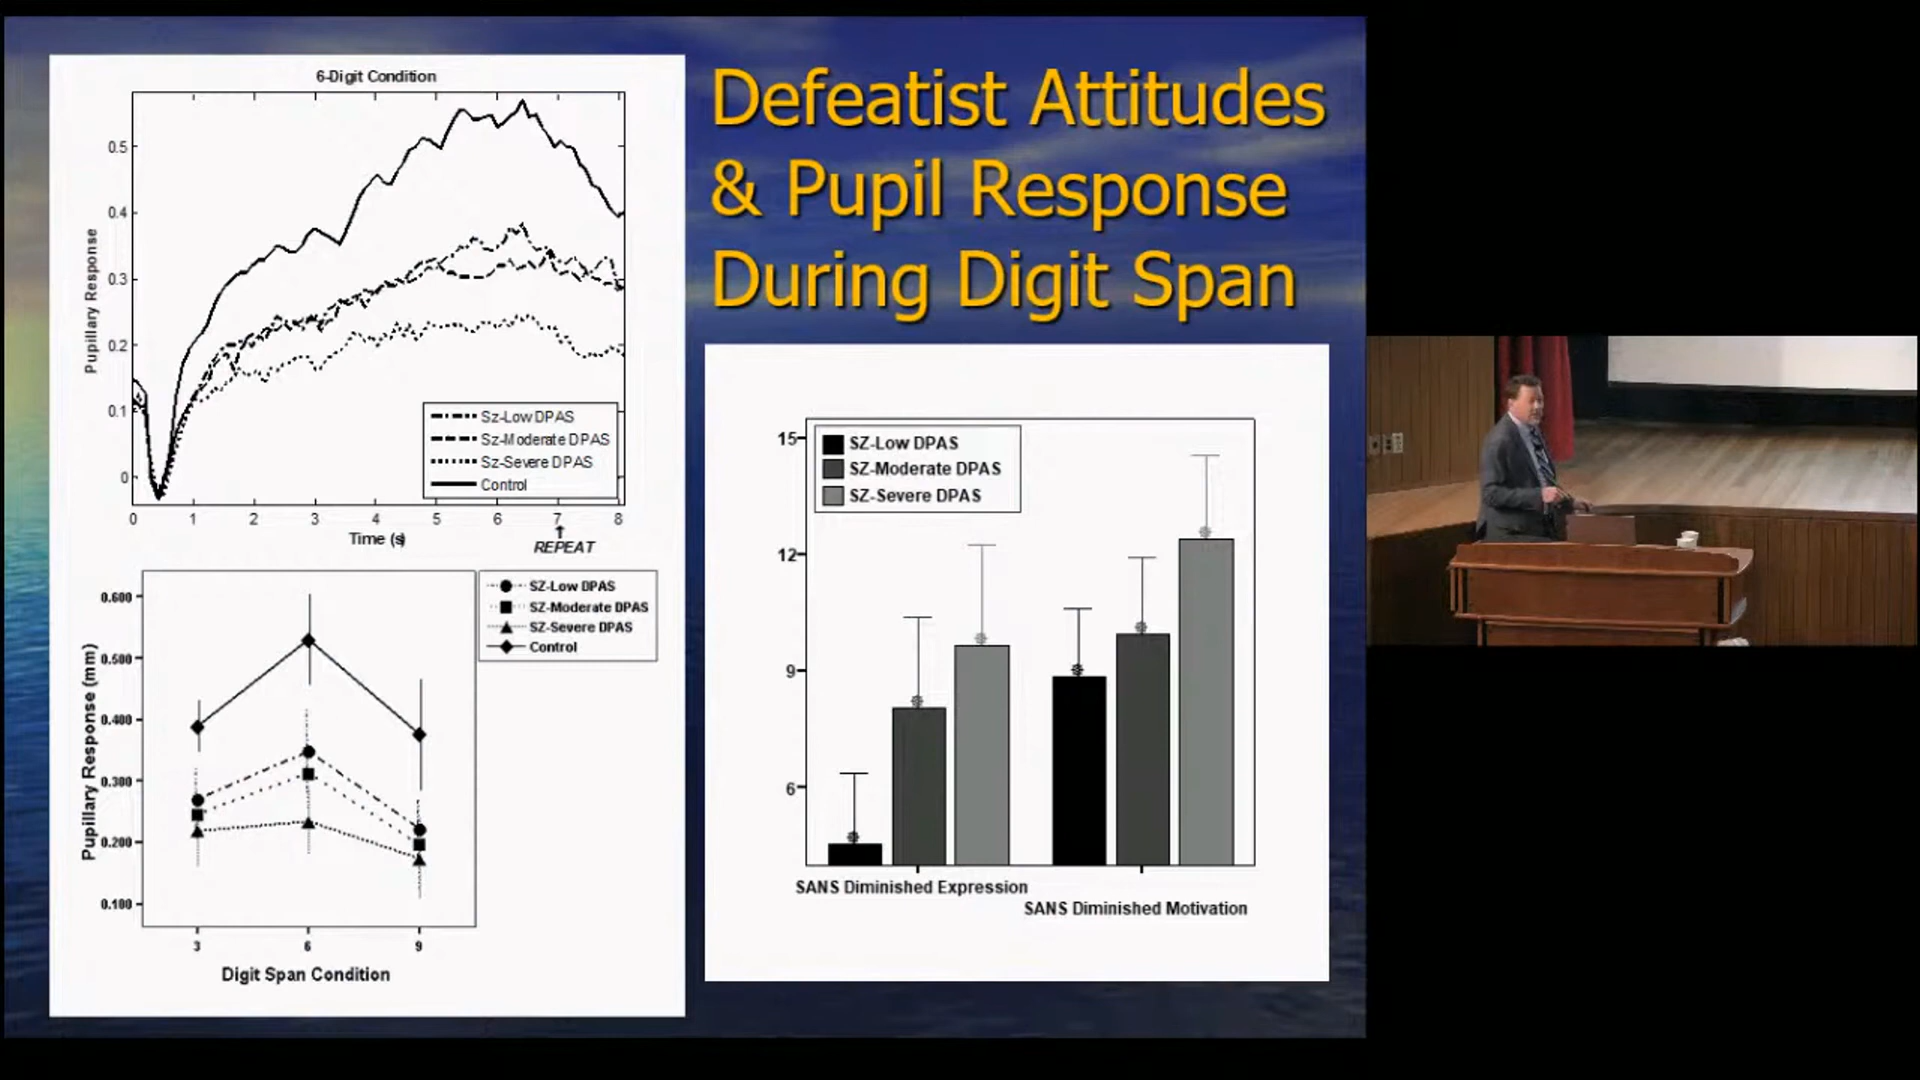 Defeatist Attitudes
& Pupil Response
During Digit Span
6-Digit Condition
Pupillary Response
0.5
0.4
0.3
0.2
0.1
0
Sz-Low DPAS
Sz-Moderate DPAS
Sz-Severe DPAS
Control
0 1 2 3 4 5 6 7 8
Time (s)
REPEAT
Pupillary Response (mm)
0.600
0.500
0.400
0.300
0.200
0.100
SZ-Low DPAS
SZ-Moderate DPAS
SZ-Severe DPAS
Control
3 6 9
Digit Span Condition
15
12
9
6
SZ-Low DPAS
SZ-Moderate DPAS
SZ-Severe DPAS
SANS Diminished Expression
SANS Diminished Motivation